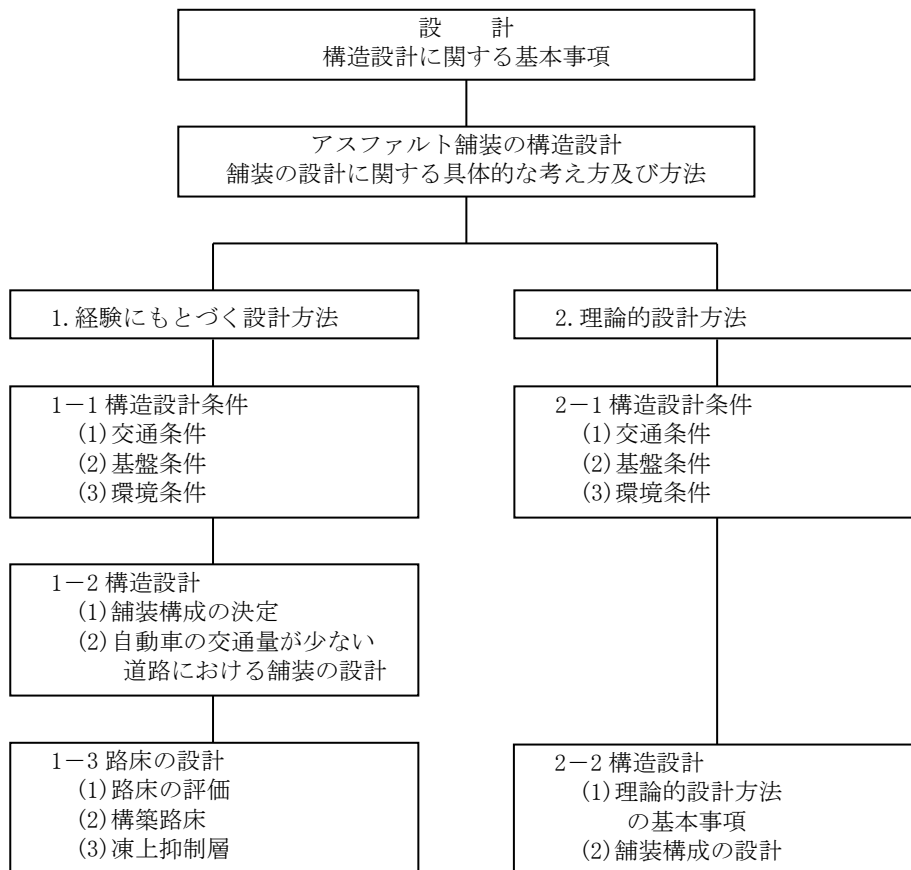 設　　計
構造設計に関する基本事項
アスファルト舗装の構造設計
舗装の設計に関する具体的な考え方及び方法
1.経験にもとづく設計方法
2.理論的設計方法
1－1 構造設計条件
(1)交通条件
(2)基盤条件
(3)環境条件
2－1 構造設計条件
(1)交通条件
(2)基盤条件
(3)環境条件
1－2 構造設計
(1)舗装構成の決定
(2)自動車の交通量が少ない
道路における舗装の設計
1－3 路床の設計
(1)路床の評価
(2)構築路床
(3)凍上抑制層
2－2 構造設計
(1)理論的設計方法
の基本事項
(2)舗装構成の設計